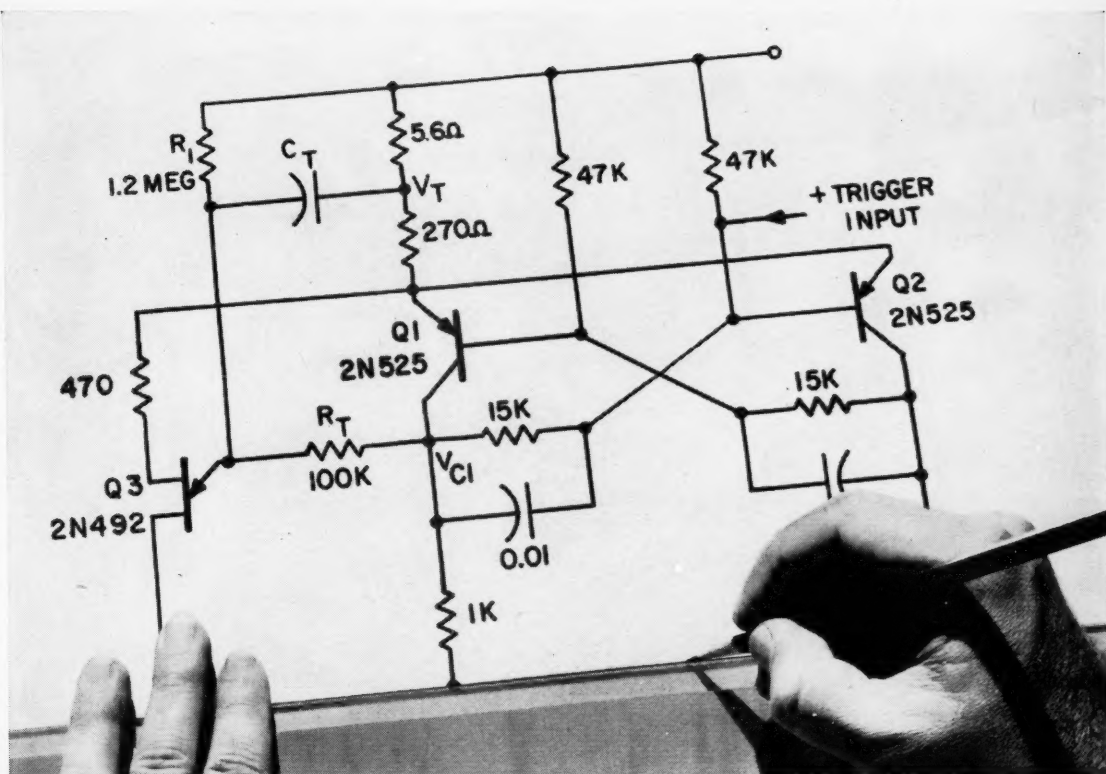 R1
1.2 MEG
CT
5.6Ω
VT
270Ω
47K
47K
+ TRIGGER
INPUT
Q1
2N525
Q2
2N525
470
RT
100K
15K
15K
VC1
Q3
2N492
0.01
1K